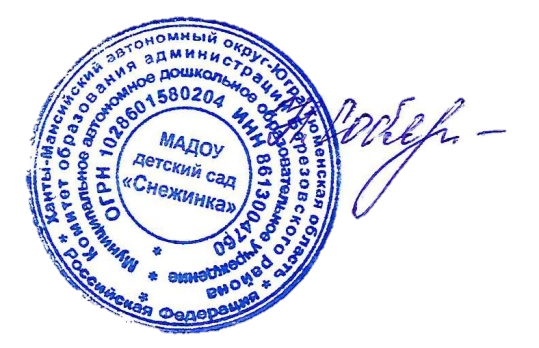 Российская Федерация * Ханты-Мансийский автономный округ-Югра Тюменская область *
Комитет образования администрации Березовского района *
Муниципальное автономное дошкольное образовательное учреждение *
ОГРН 1028601580204 ИНН 8613004760 *
МАДОУ
детский сад
«Снежинка»